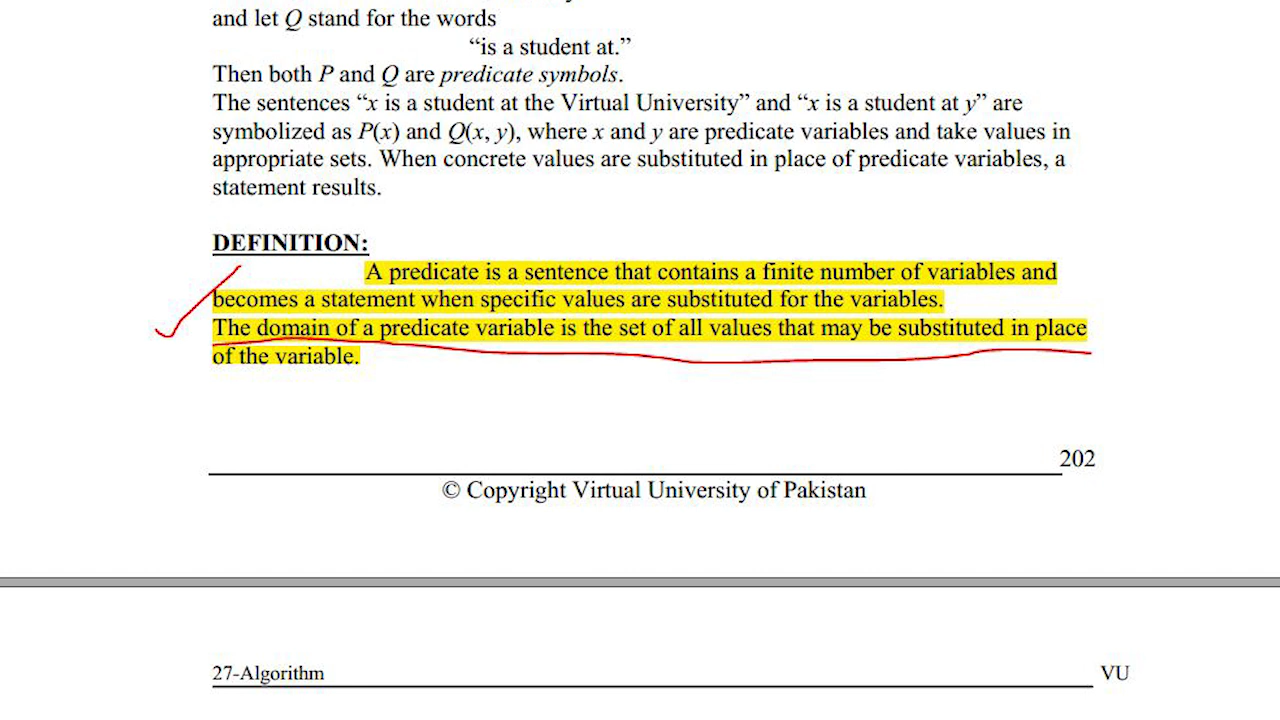 and let Q stand for the words
“is a student at.”
Then both P and Q are predicate symbols.
The sentences “x is a student at the Virtual University” and “x is a student at y” are
symbolized as P(x) and Q(x, y), where x and y are predicate variables and take values in
appropriate sets. When concrete values are substituted in place of predicate variables, a
statement results.
DEFINITION:
A predicate is a sentence that contains a finite number of variables and
becomes a statement when specific values are substituted for the variables.
The domain of a predicate variable is the set of all values that may be substituted in place
of the variable.
202
© Copyright Virtual University of Pakistan
27-Algorithm VU